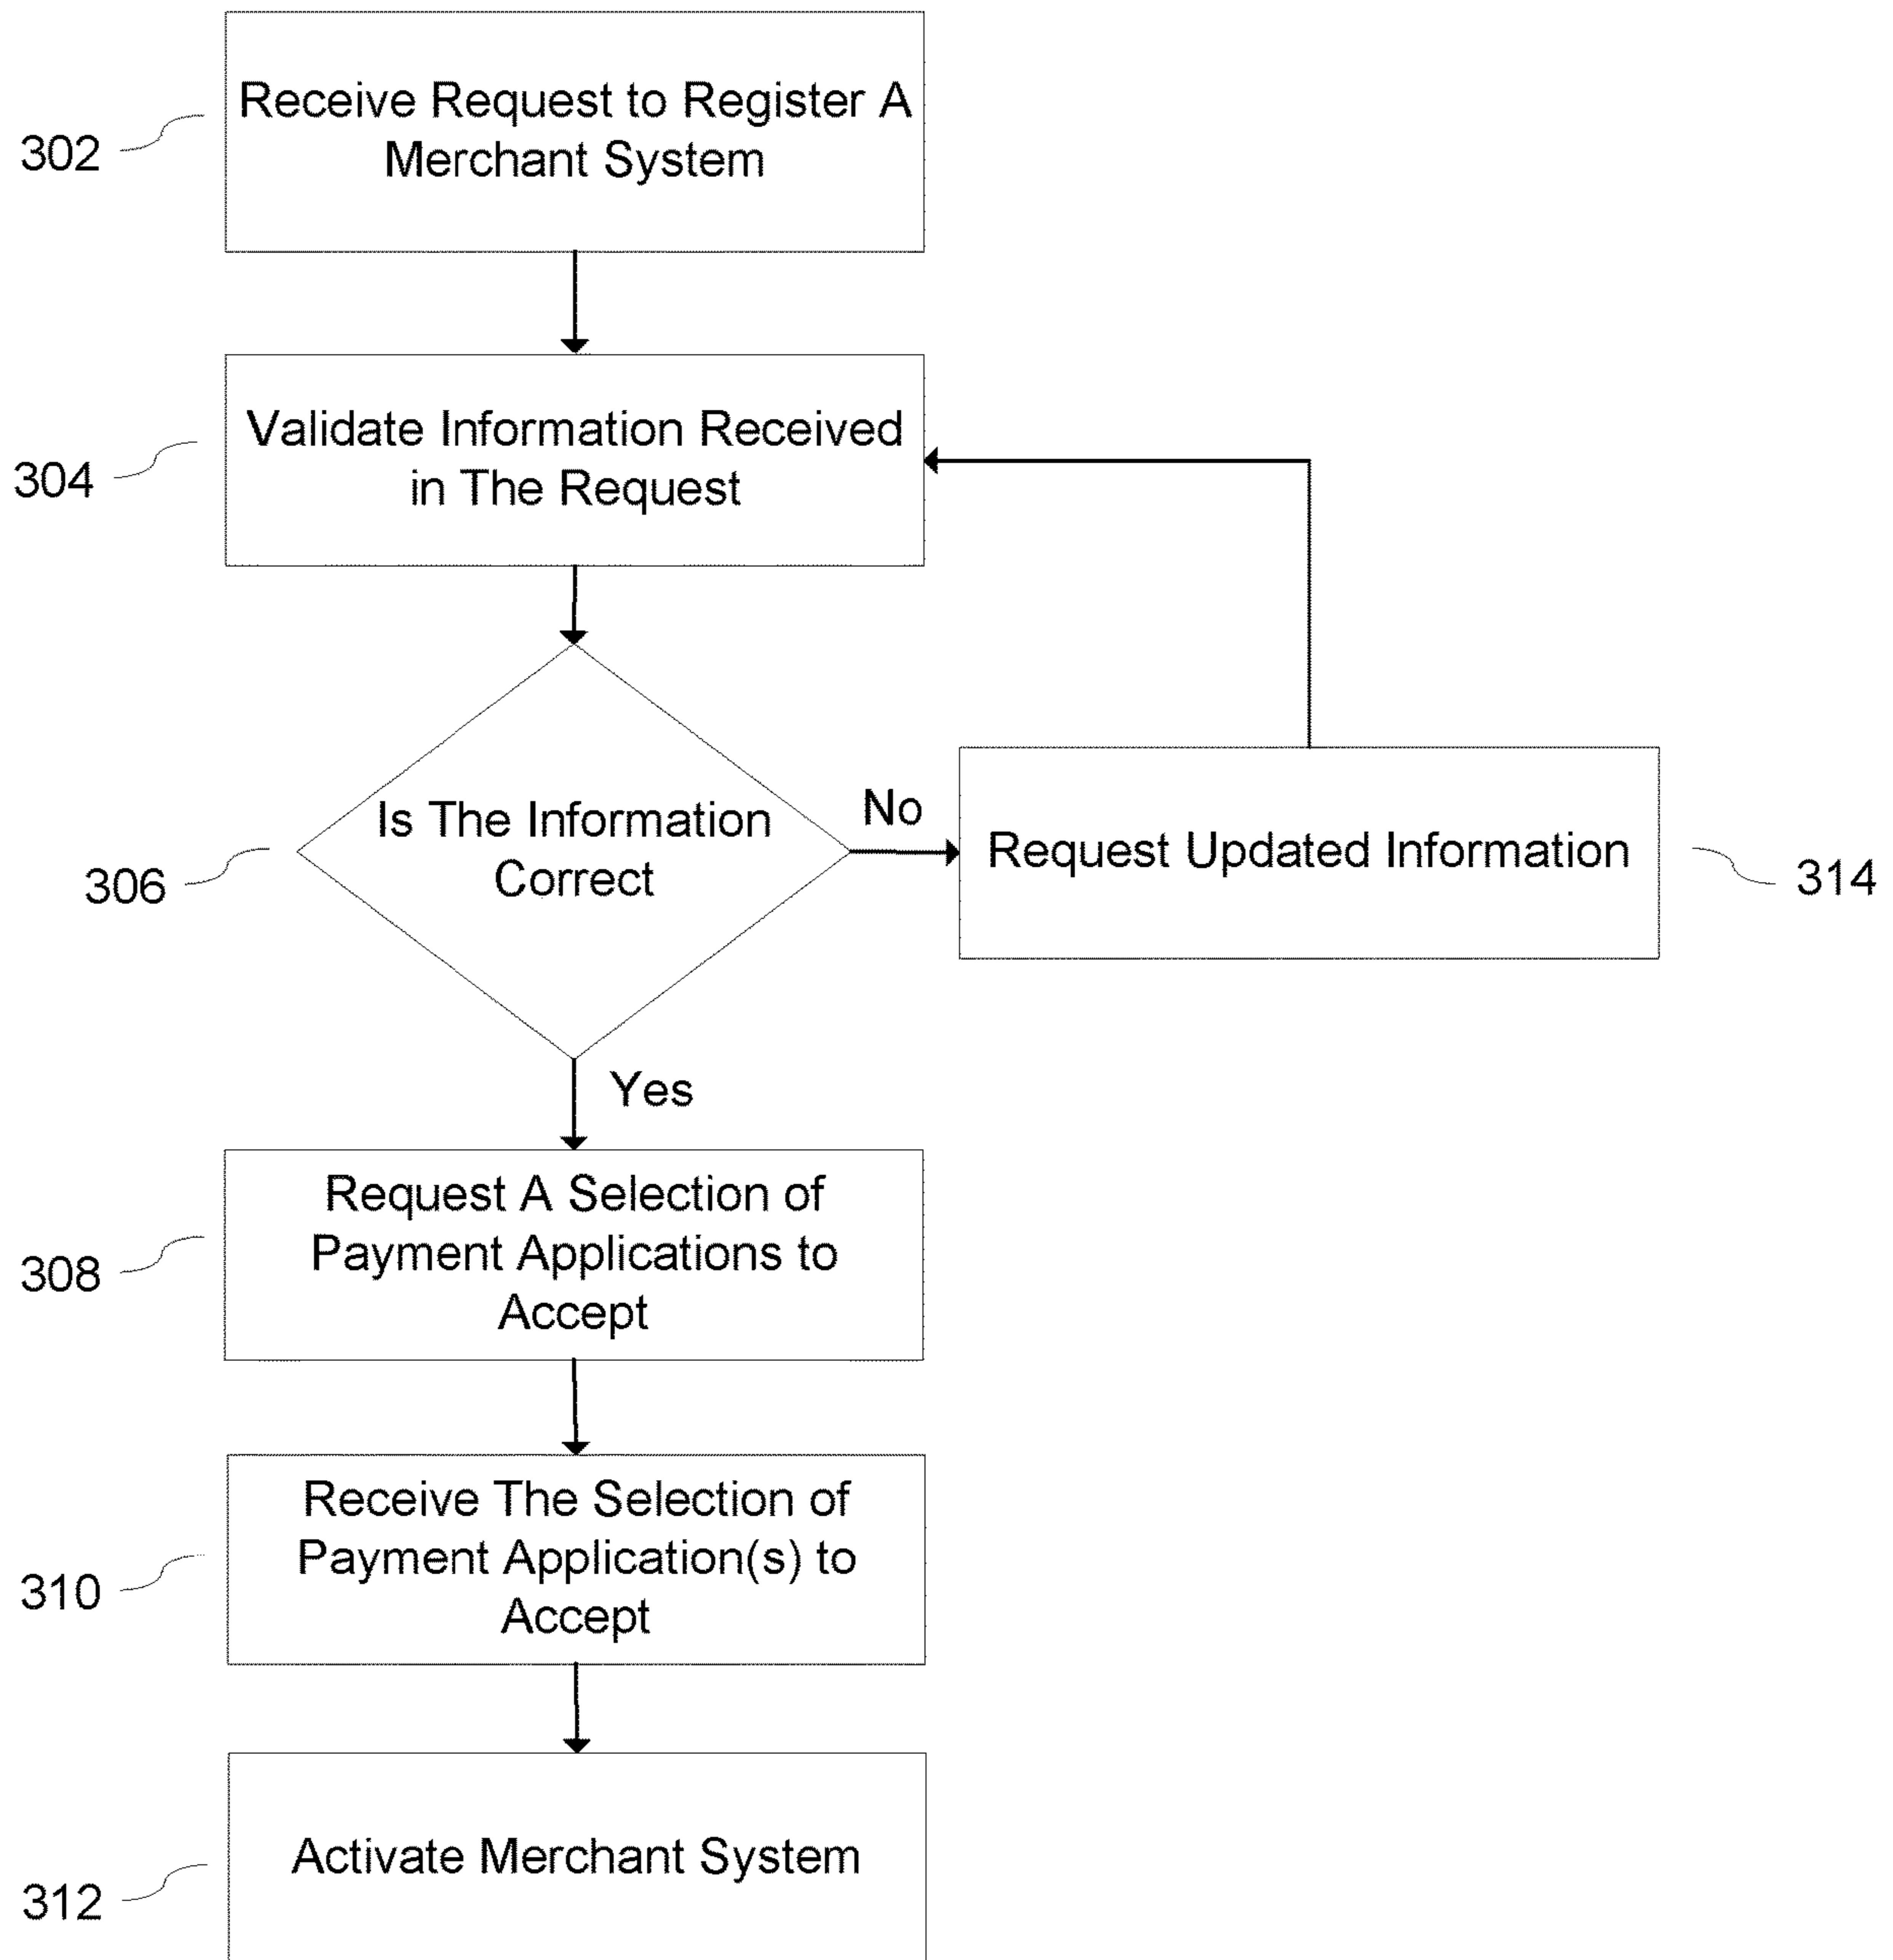 Receive Request to Register A
Merchant System
302
Validate Information Received
in The Request
304
Is The Information
Correct
306
No
Request Updated Information
314
Yes
Request A Selection of
Payment Applications to
Accept
308
Receive The Selection of
Payment Application(s) to
Accept
310
Activate Merchant System
312